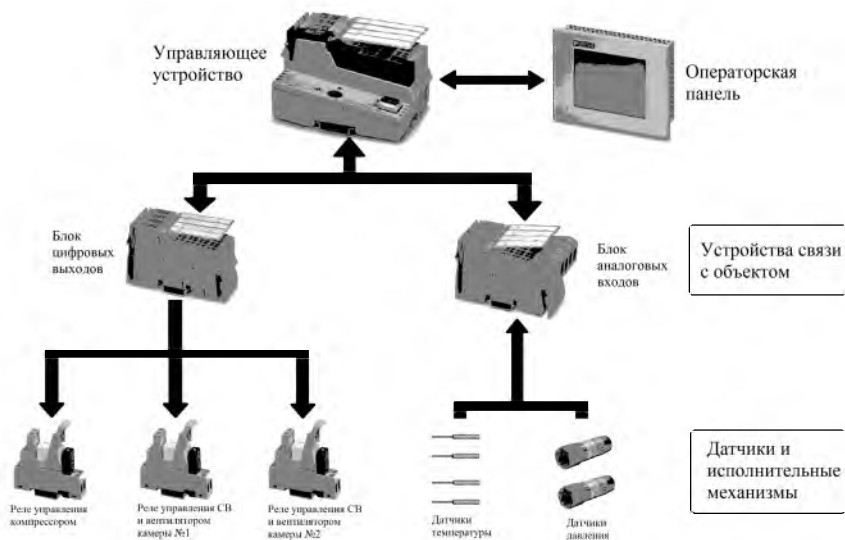 Управляющее
устройство
Операторская
панель
Блок
цифровых
выходов
Блок
аналоговых
входов
Устройства связи
с объектом
Реле управления
компрессором
Реле управления СВ
и вентилятором
камеры №1
Реле управления СВ
и вентилятором
камеры №2
Датчики
температуры
Датчики
давления
Датчики и
исполнительные
механизмы